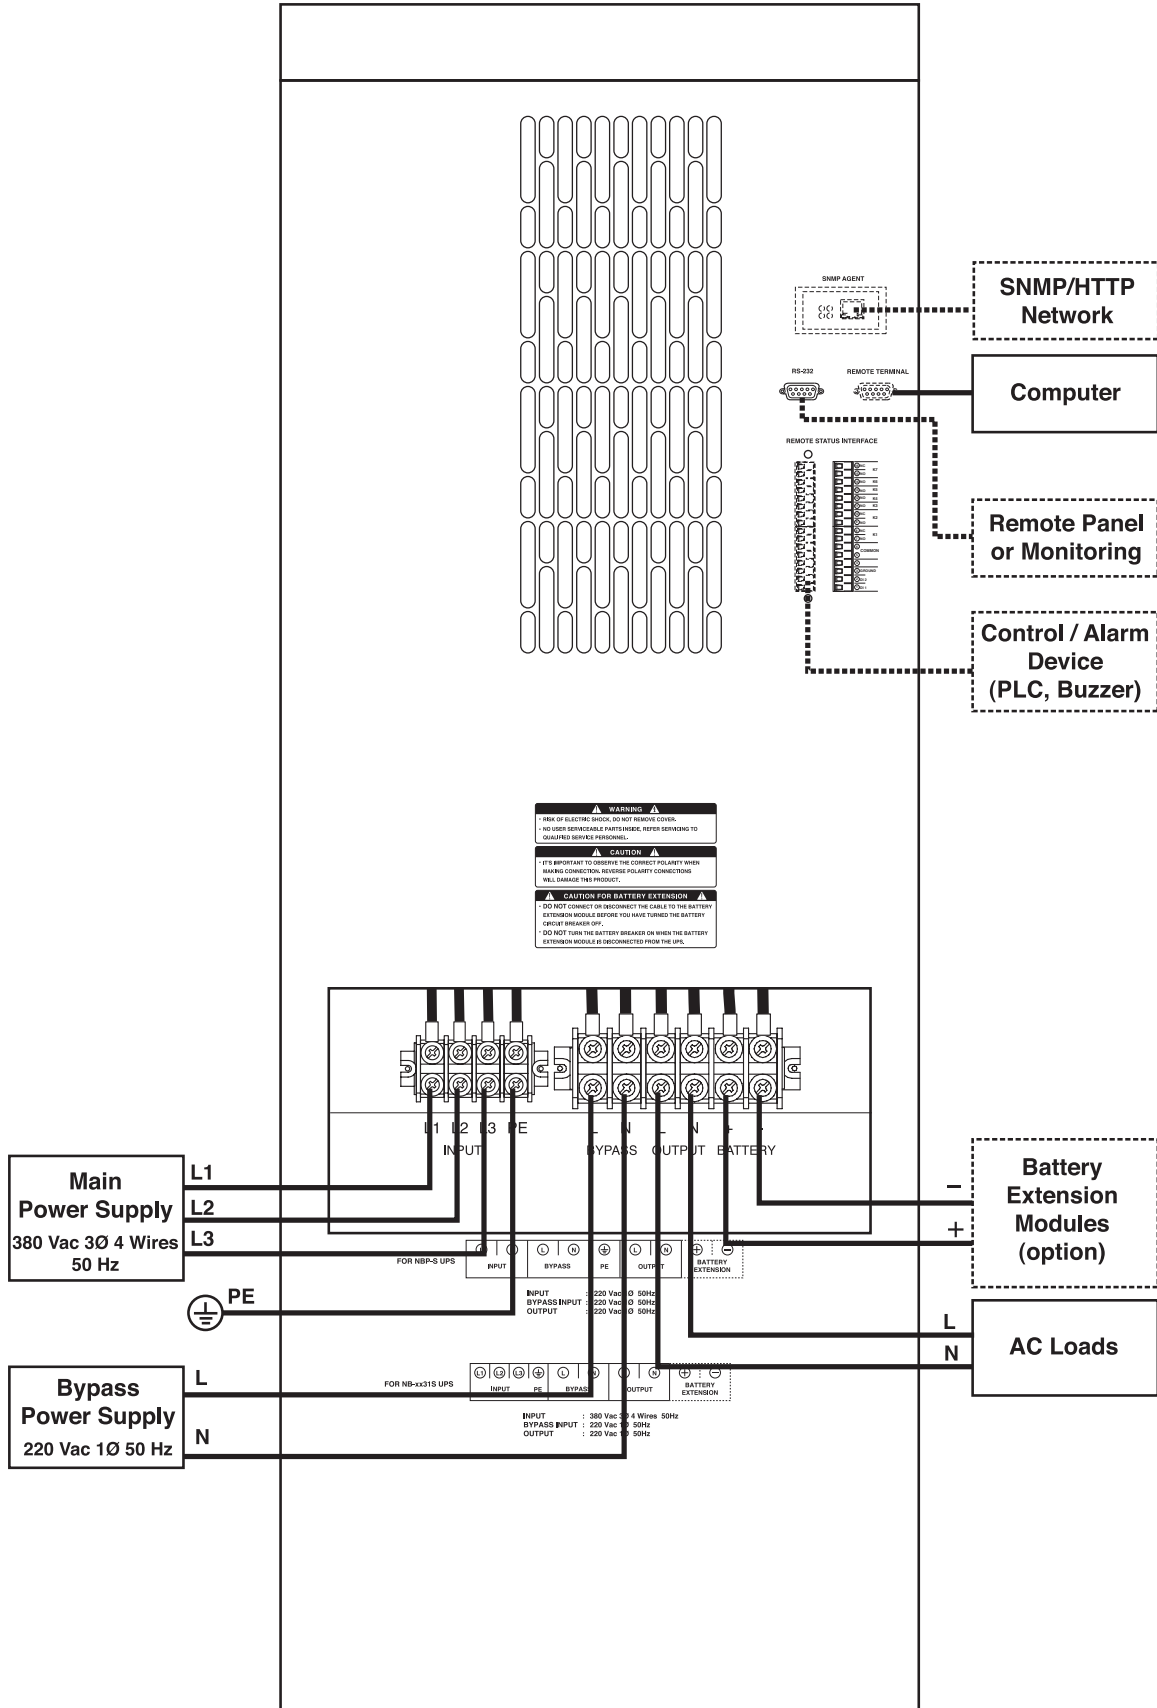 SNMP AGENT
SNMP/HTTP
Network
RS-232
REMOTE TERMINAL
Computer
REMOTE STATUS INTERFACE
COMMON
GROUND
Remote Panel
or Monitoring
Control / Alarm
Device
(PLC, Buzzer)
WARNING
• RISK OF ELECTRIC SHOCK, DO NOT REMOVE COVER.
• NO USER SERVICEABLE PARTS INSIDE, REFER SERVICING TO
QUALIFIED SERVICE PERSONNEL.
CAUTION
• IT'S IMPORTANT TO OBSERVE THE CORRECT POLARITY WHEN
MAKING CONNECTION. REVERSE POLARITY CONNECTIONS
WILL DAMAGE THIS PRODUCT.
CAUTION FOR BATTERY EXTENSION
• DO NOT CONNECT OR DISCONNECT THE CABLE TO THE BATTERY
EXTENSION MODULE BEFORE YOU HAVE TURNED THE BATTERY
CIRCUIT BREAKER OFF.
• DO NOT TURN THE BATTERY BREAKER ON WHEN THE BATTERY
EXTENSION MODULE IS DISCONNECTED FROM THE UPS.
L1 L2 L3 PE L N L N + -
INPUT BYPASS OUTPUT BATTERY
Main
Power Supply
380 Vac 3Ø 4 Wires
50 Hz
L1
L2
L3
PE
Battery
Extension
Modules
(option)
−
+
FOR NBP-S UPS
L N L N + −
INPUT BYPASS PE OUTPUT BATTERY
EXTENSION
INPUT : 220 Vac 1Ø 50Hz
BYPASS INPUT : 220 Vac 1Ø 50Hz
OUTPUT : 220 Vac 1Ø 50Hz
L
N
AC Loads
Bypass
Power Supply
220 Vac 1Ø 50 Hz
L
N
FOR NB-xx31S UPS
L1 L2 L3 L N N + −
INPUT PE BYPASS OUTPUT BATTERY
EXTENSION
INPUT : 380 Vac 3Ø 4 Wires 50Hz
BYPASS INPUT : 220 Vac 1Ø 50Hz
OUTPUT : 220 Vac 1Ø 50Hz